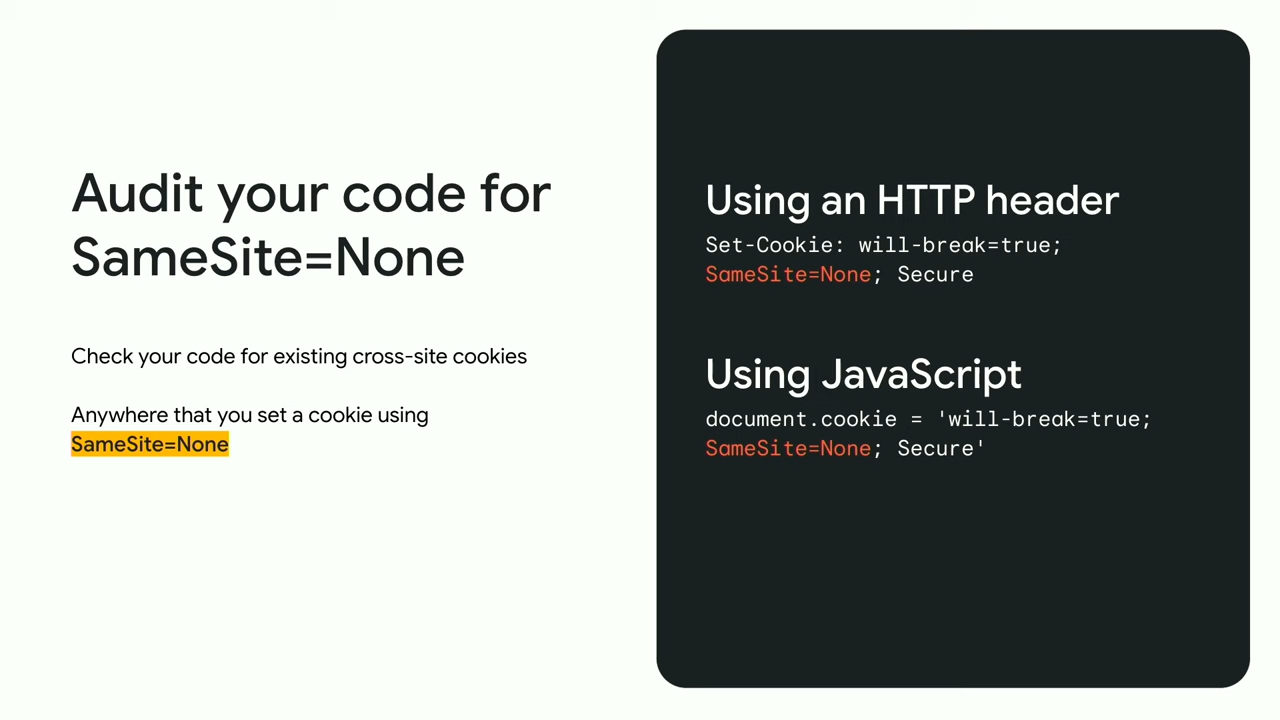 Audit your code for
SameSite=None
Check your code for existing cross-site cookies
Anywhere that you set a cookie using
SameSite=None
Using an HTTP header
Set-Cookie: will-break=true;
SameSite=None; Secure
Using JavaScript
document.cookie = 'will-break=true;
SameSite=None; Secure'